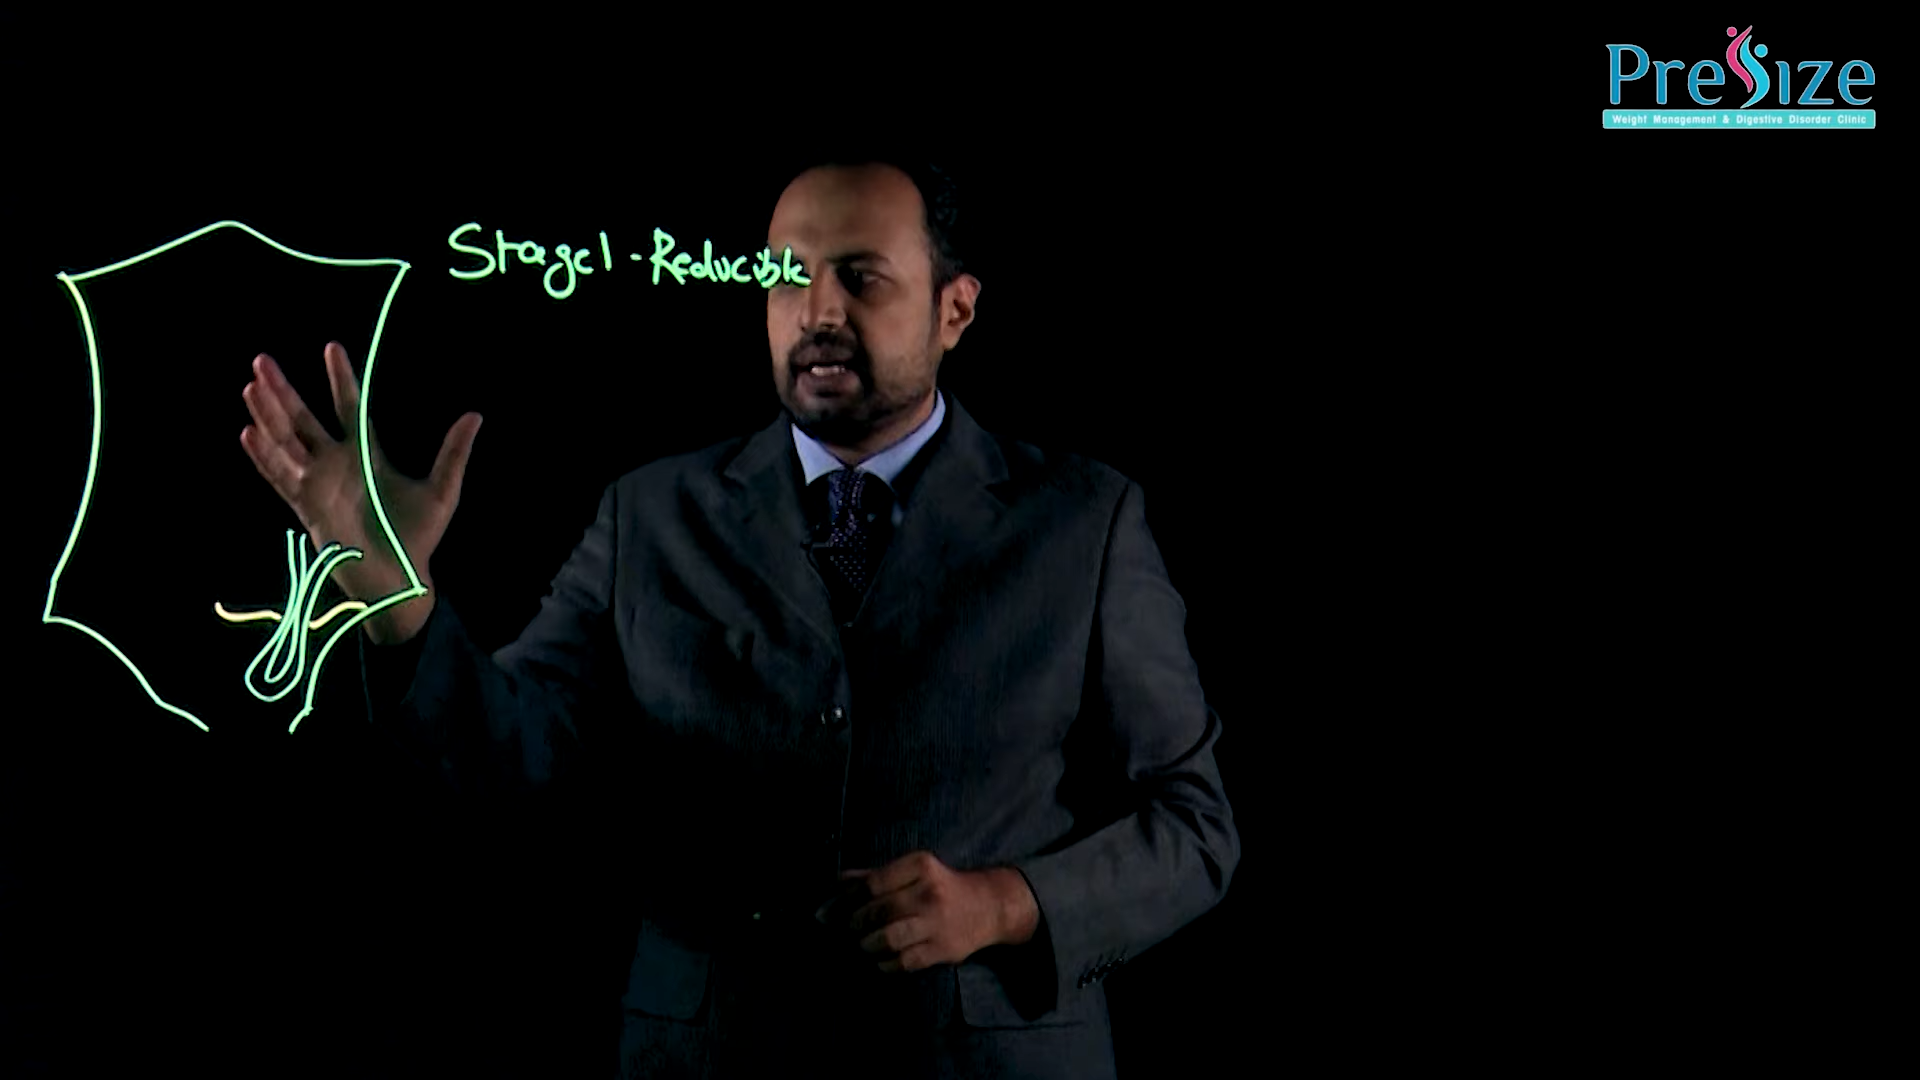 PreSize
Weight Management & Digestive Disorder Clinic
Stage 1 - Reducible